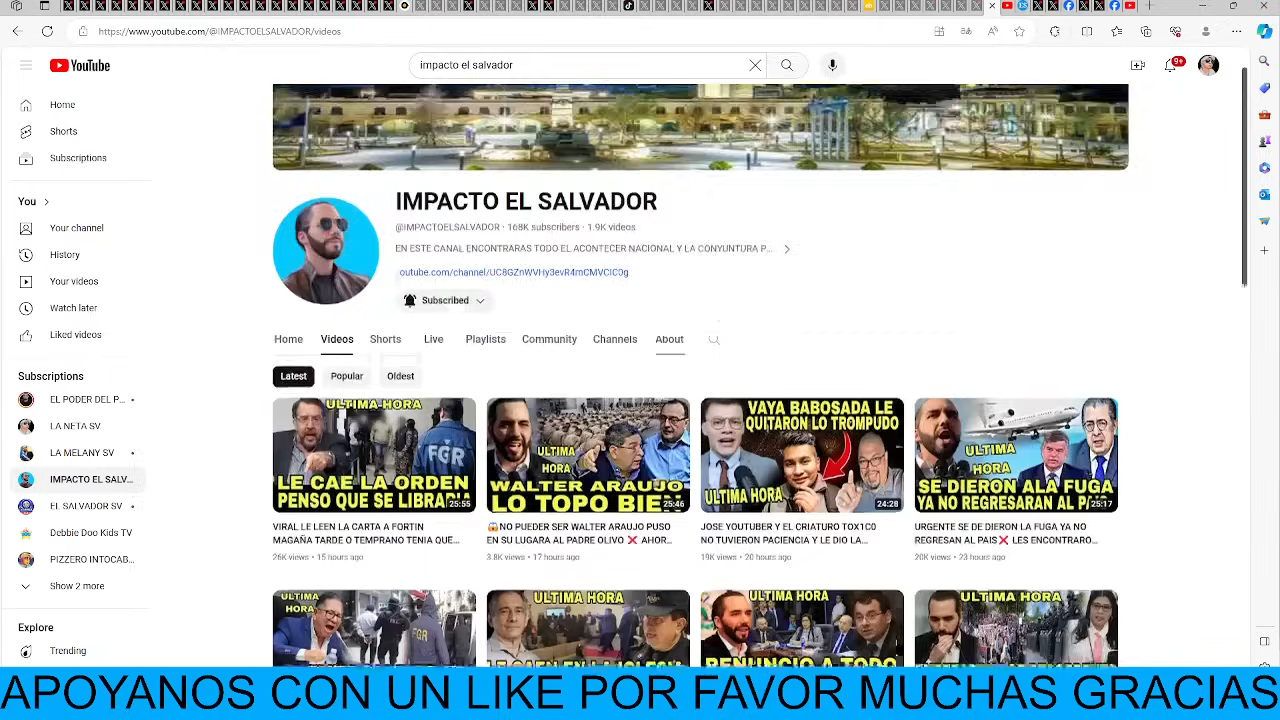 https://www.youtube.com/@IMPACTOELSALVADOR/videos
YouTube
impacto el salvador
9+
Home
Shorts
Subscriptions
You
Your channel
History
Your videos
Watch later
Liked videos
Subscriptions
EL PODER DEL P...
LA NETA SV
LA MELANY SV
IMPACTO EL SALV...
EL SALVADOR SV
Debbie Doo Kids TV
PIZZERO INTOCAB...
Show 2 more
Explore
Trending
IMPACTO EL SALVADOR
@IMPACTOELSALVADOR · 168K subscribers · 1.9K videos
EN ESTE CANAL ENCONTRARAS TODO EL ACONTECER NACIONAL Y LA CONYUNTURA P...
outube.com/channel/UC8GZnWVHy3evR4mCMVCIC0g
Subscribed
Home Videos Shorts Live Playlists Community Channels About
Latest Popular Oldest
ULTIMA HORA
FGR
LE CAE LA ORDEN
PENSO QUE SE LIBRARIA
25:55
VIRAL LE LEEN LA CARTA A FORTIN
MAGAÑA TARDE O TEMPRANO TENIA QUE...
26K views · 15 hours ago
ULTIMA
HORA
WALTER ARAUJO
LO TOPO BIEN
25:46
😱NO PUEDER SER WALTER ARAUJO PUSO
EN SU LUGARA AL PADRE OLIVO ❌ AHOR...
3.8K views · 17 hours ago
VAYA BABOSADA LE
QUITARON LO TROMPUDO
ULTIMA HORA
24:28
JOSE YOUTUBER Y EL CRIATURO TOX1C0
NO TUVIERON PACIENCIA Y LE DIO LA...
19K views · 20 hours ago
ULTIMA
HORA
SE DIERON ALA FUGA
YA NO REGRESARAN AL PAIS
25:17
URGENTE SE DE DIERON LA FUGA YA NO
REGRESAN AL PAIS❌ LES ENCONTRARO...
20K views · 23 hours ago
ULTIMA
HORA
FGR
ULTIMA HORA
ULTIMA HORA
RENUNCIO A TODO
ULTIMA HORA
APOYANOS CON UN LIKE POR FAVOR MUCHAS GRACIAS